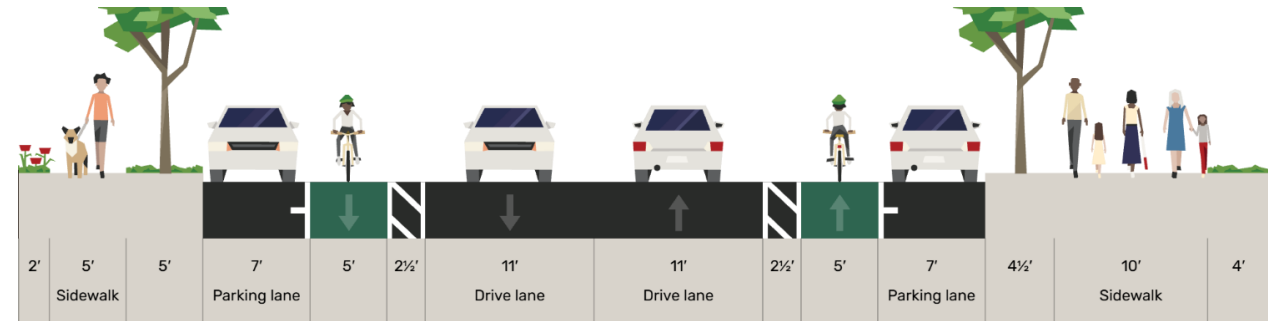 2′ 5′ 5′ 7′ 5′ 2½′ 11′ 11′ 2½′ 5′ 7′ 4½′ 10′ 4′
Sidewalk Parking lane Drive lane Drive lane Parking lane Sidewalk